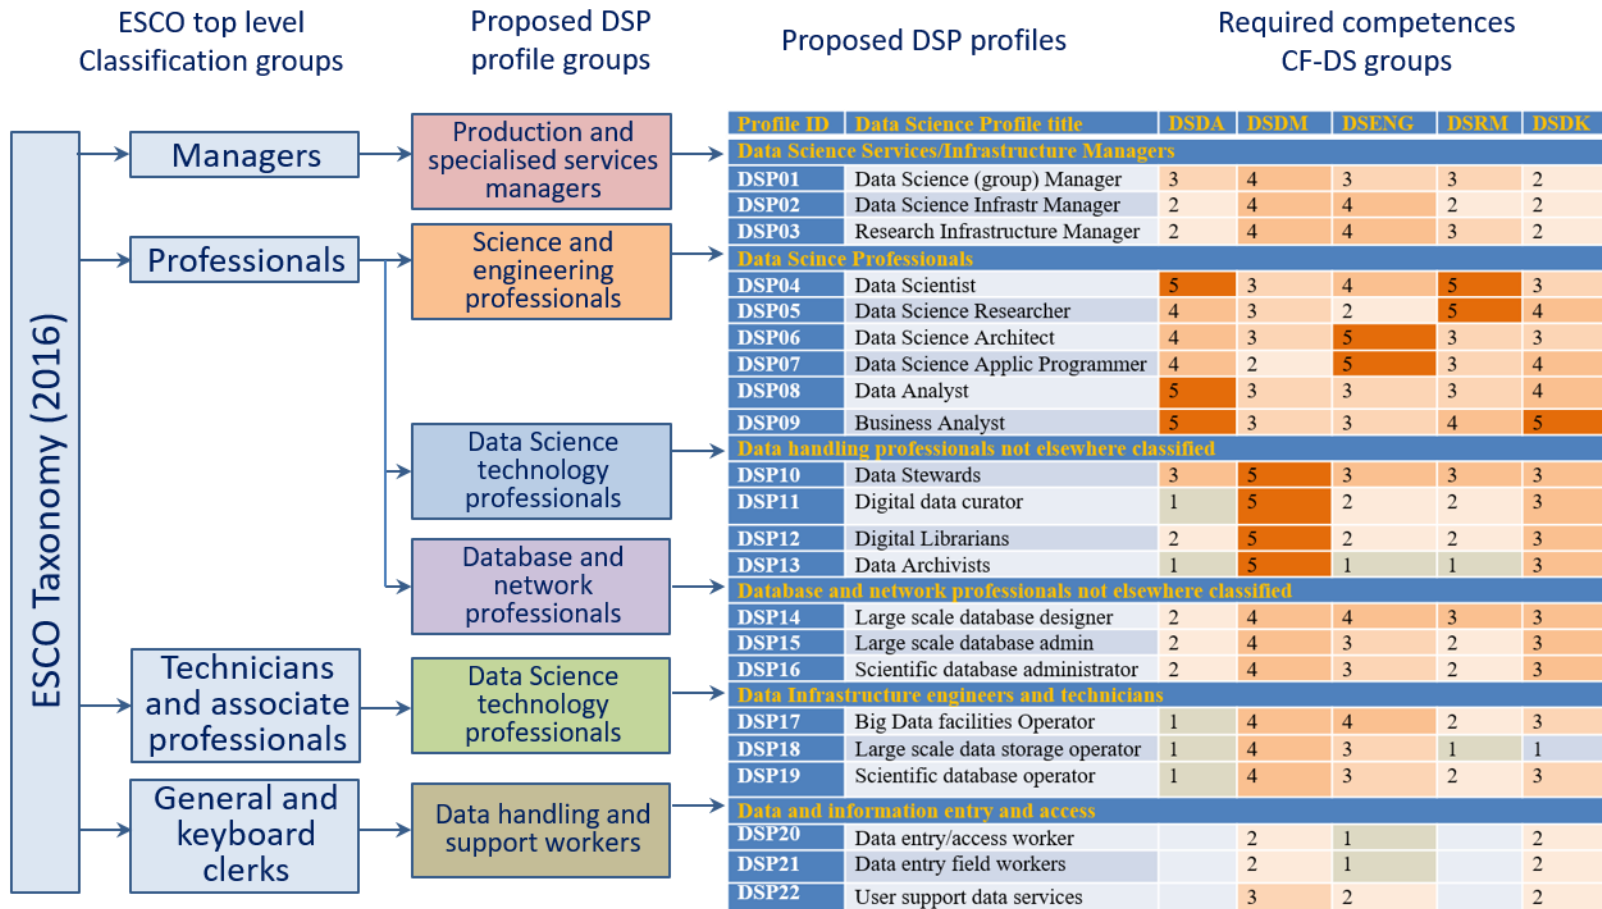 ESCO top level
Classification groups
Proposed DSP
profile groups
Proposed DSP profiles
Required competences
CF-DS groups
ESCO Taxonomy (2016)
Managers
Professionals
Technicians
and associate
professionals
General and
keyboard
clerks
Production and
specialised services
managers
Science and
engineering
professionals
Data Science
technology
professionals
Database and
network
professionals
Data Science
technology
professionals
Data handling and
support workers
Profile ID Data Science Profile title DSDA DSDM DSENG DSRM DSDK
Data Science Services/Infrastructure Managers
DSP01 Data Science (group) Manager 3 4 3 3 2
DSP02 Data Science Infrastr Manager 2 4 4 2 2
DSP03 Research Infrastructure Manager 2 4 4 3 2
Data Scince Professionals
DSP04 Data Scientist 5 3 4 5 3
DSP05 Data Science Researcher 4 3 2 5 4
DSP06 Data Science Architect 4 3 5 3 3
DSP07 Data Science Applic Programmer 4 2 5 3 4
DSP08 Data Analyst 5 3 3 3 4
DSP09 Business Analyst 5 3 3 4 5
Data handling professionals not elsewhere classified
DSP10 Data Stewards 3 5 3 3 3
DSP11 Digital data curator 1 5 2 2 3
DSP12 Digital Librarians 2 5 2 2 3
DSP13 Data Archivists 1 5 1 1 3
Database and network professionals not elsewhere classified
DSP14 Large scale database designer 2 4 4 3 3
DSP15 Large scale database admin 2 4 3 2 3
DSP16 Scientific database administrator 2 4 3 2 3
Data Infrastructure engineers and technicians
DSP17 Big Data facilities Operator 1 4 4 2 3
DSP18 Large scale data storage operator 1 4 3 1 1
DSP19 Scientific database operator 1 4 3 2 3
Data and information entry and access
DSP20 Data entry/access worker 2 1 2
DSP21 Data entry field workers 2 1 2
DSP22 User support data services 3 2 2